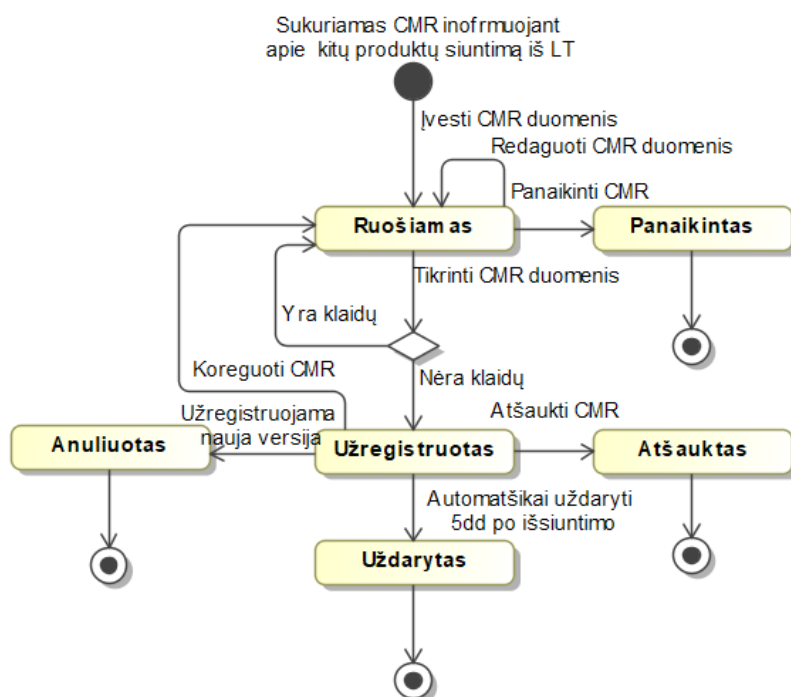 Sukuriamas CMR inofrmuojant
apie kitų produktų siuntimą iš LT
Įvesti CMR duomenis
Redaguoti CMR duomenis
Panaikinti CMR
Ruošiamas
Panaikintas
Tikrinti CMR duomenis
Yra klaidų
Koreguoti CMR
Nėra klaidų
Užregistruojama
nauja versija
Atšaukti CMR
Anuliuotas
Užregistruotas
Atšauktas
Automatšikai uždaryti
5dd po išsiuntimo
Uždarytas